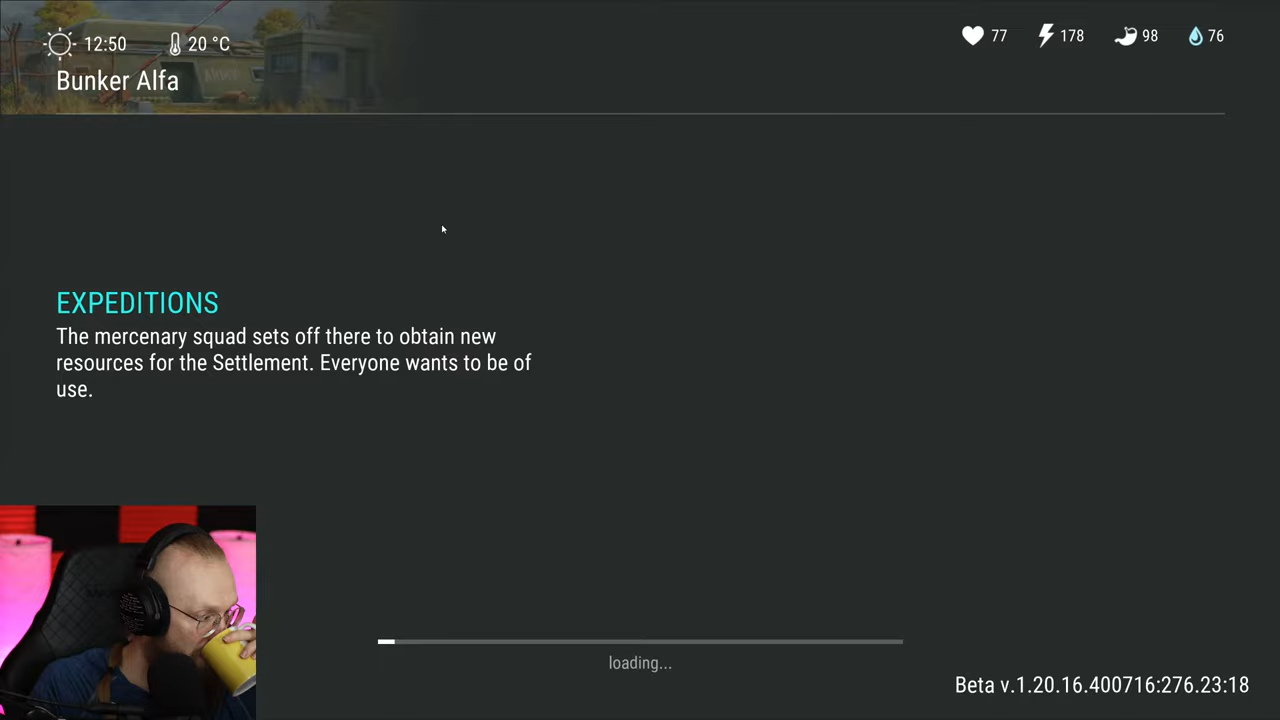 12:50 20 °C
77 178 98 76
Bunker Alfa
EXPEDITIONS
The mercenary squad sets off there to obtain new
resources for the Settlement. Everyone wants to be of
use.
loading...
Beta v.1.20.16.400716:276.23:18